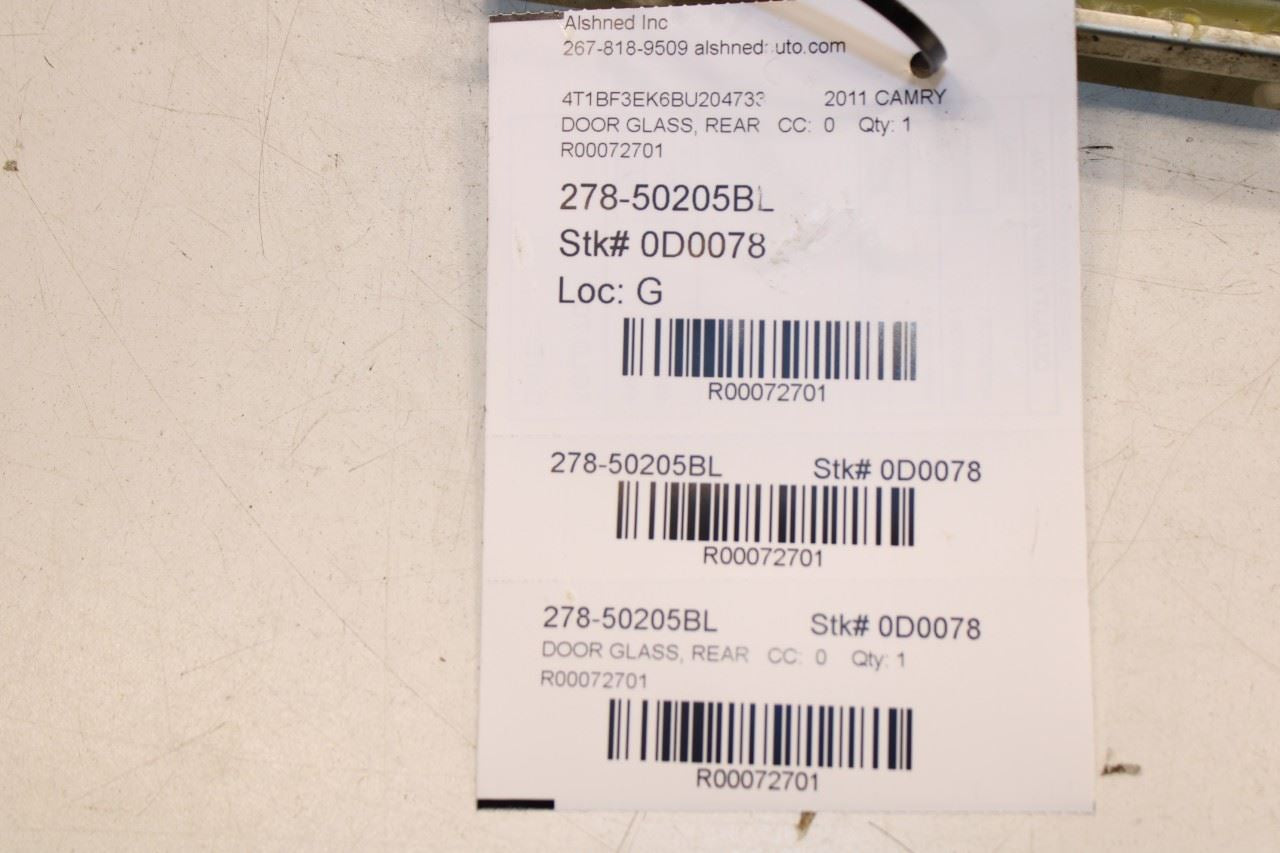 Alshned Inc
267-818-9509 alshned uto.com
4T1BF3EK6BU204733 2011 CAMRY
DOOR GLASS, REAR CC: 0 Qty: 1
R00072701
278-50205BL
Stk# 0D0078
Loc: G
R00072701
278-50205BL Stk# 0D0078
R00072701
278-50205BL Stk# 0D0078
DOOR GLASS, REAR CC: 0 Qty: 1
R00072701
R00072701